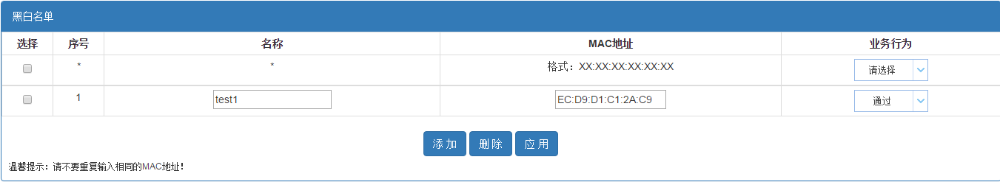 黑白名单
选择 序号 名称 MAC地址 业务行为
* * 格式：XX:XX:XX:XX:XX:XX 请选择
1 test1 EC:D9:D1:C1:2A:C9 通过
添 加 删 除 应 用
温馨提示：请不要重复输入相同的MAC地址！